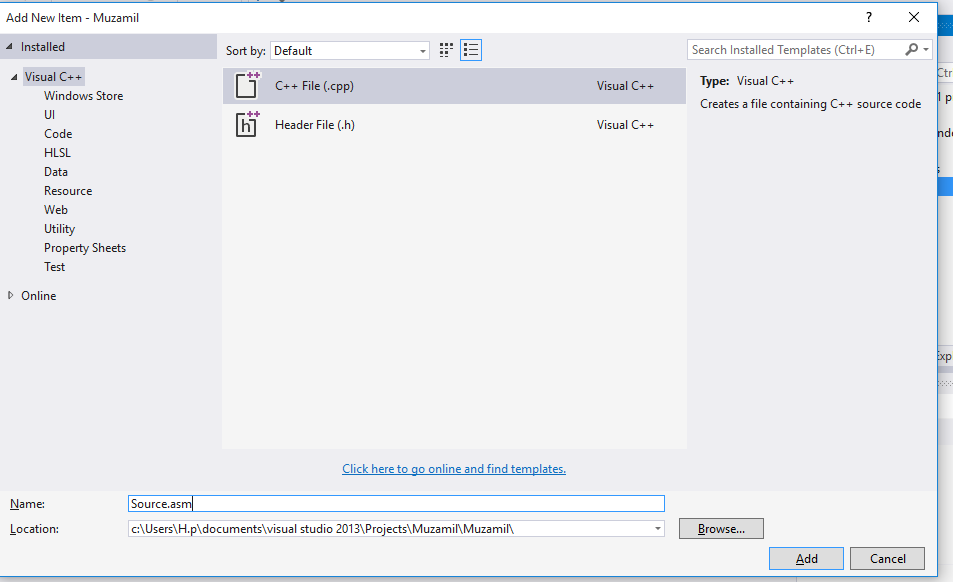 Add New Item - Muzamil ?
Installed
Sort by: Default
Search Installed Templates (Ctrl+E)
Visual C++
Windows Store
UI
Code
HLSL
Data
Resource
Web
Utility
Property Sheets
Test
Online
C++ File (.cpp) Visual C++
Header File (.h) Visual C++
Type: Visual C++
Creates a file containing C++ source code
Click here to go online and find templates.
Name: Source.asm
Location: c:\Users\H.p\documents\visual studio 2013\Projects\Muzamil\Muzamil\
Browse...
Add Cancel